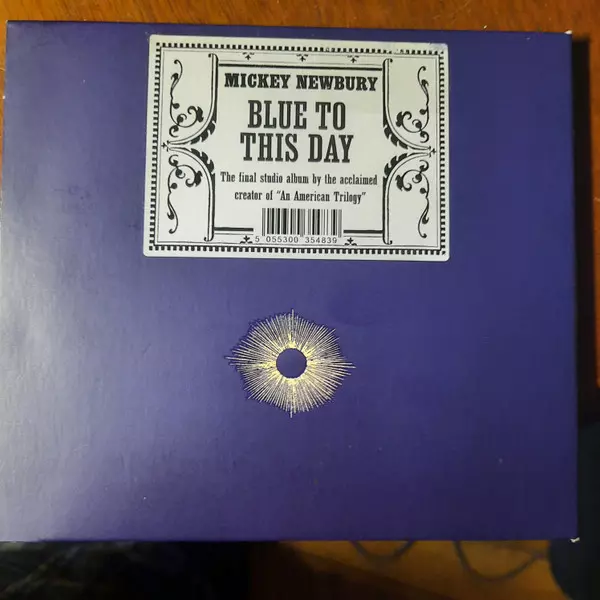 MICKEY NEWBURY
BLUE TO
THIS DAY
The final studio album by the acclaimed
creator of "An American Trilogy"
5 055300 354839